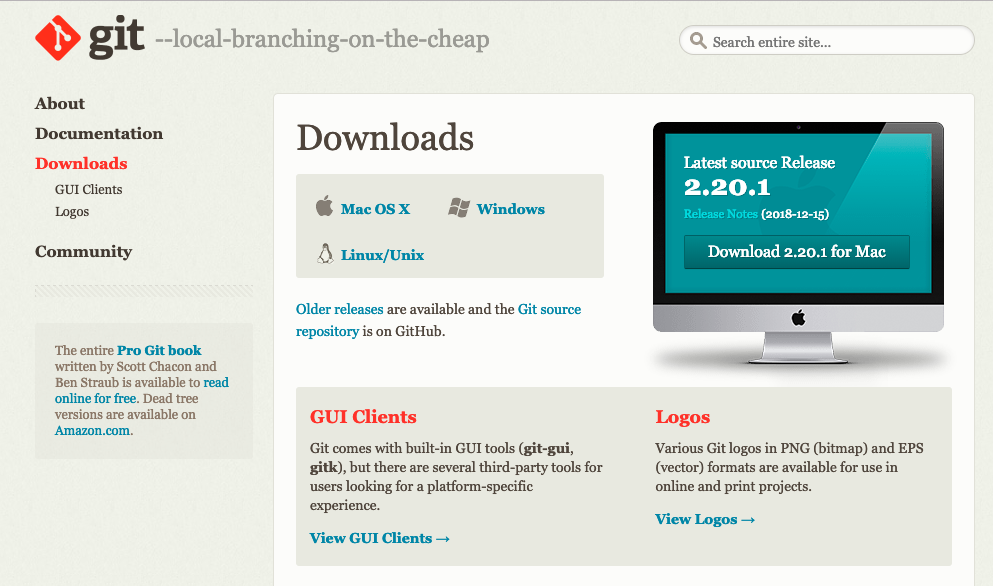 git --local-branching-on-the-cheap
Search entire site...
About
Documentation
Downloads
GUI Clients
Logos
Community
The entire Pro Git book
written by Scott Chacon and
Ben Straub is available to read
online for free. Dead tree
versions are available on
Amazon.com.
Downloads
Mac OS X
Windows
Linux/Unix
Older releases are available and the Git source
repository is on GitHub.
Latest source Release
2.20.1
Release Notes (2018-12-15)
Download 2.20.1 for Mac
GUI Clients
Git comes with built-in GUI tools (git-gui,
gitk), but there are several third-party tools for
users looking for a platform-specific
experience.
View GUI Clients →
Logos
Various Git logos in PNG (bitmap) and EPS
(vector) formats are available for use in
online and print projects.
View Logos →